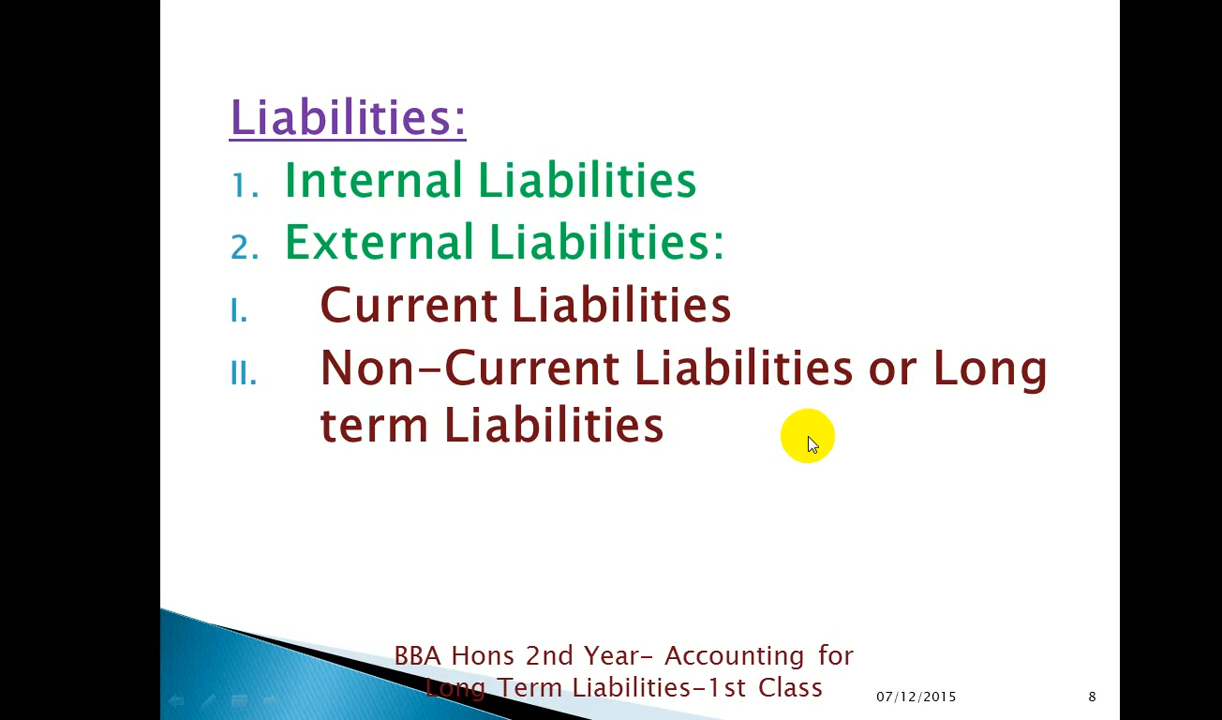 Liabilities:
1. Internal Liabilities
2. External Liabilities:
I. Current Liabilities
II. Non-Current Liabilities or Long
term Liabilities
BBA Hons 2nd Year- Accounting for
Long Term Liabilities-1st Class
07/12/2015
8